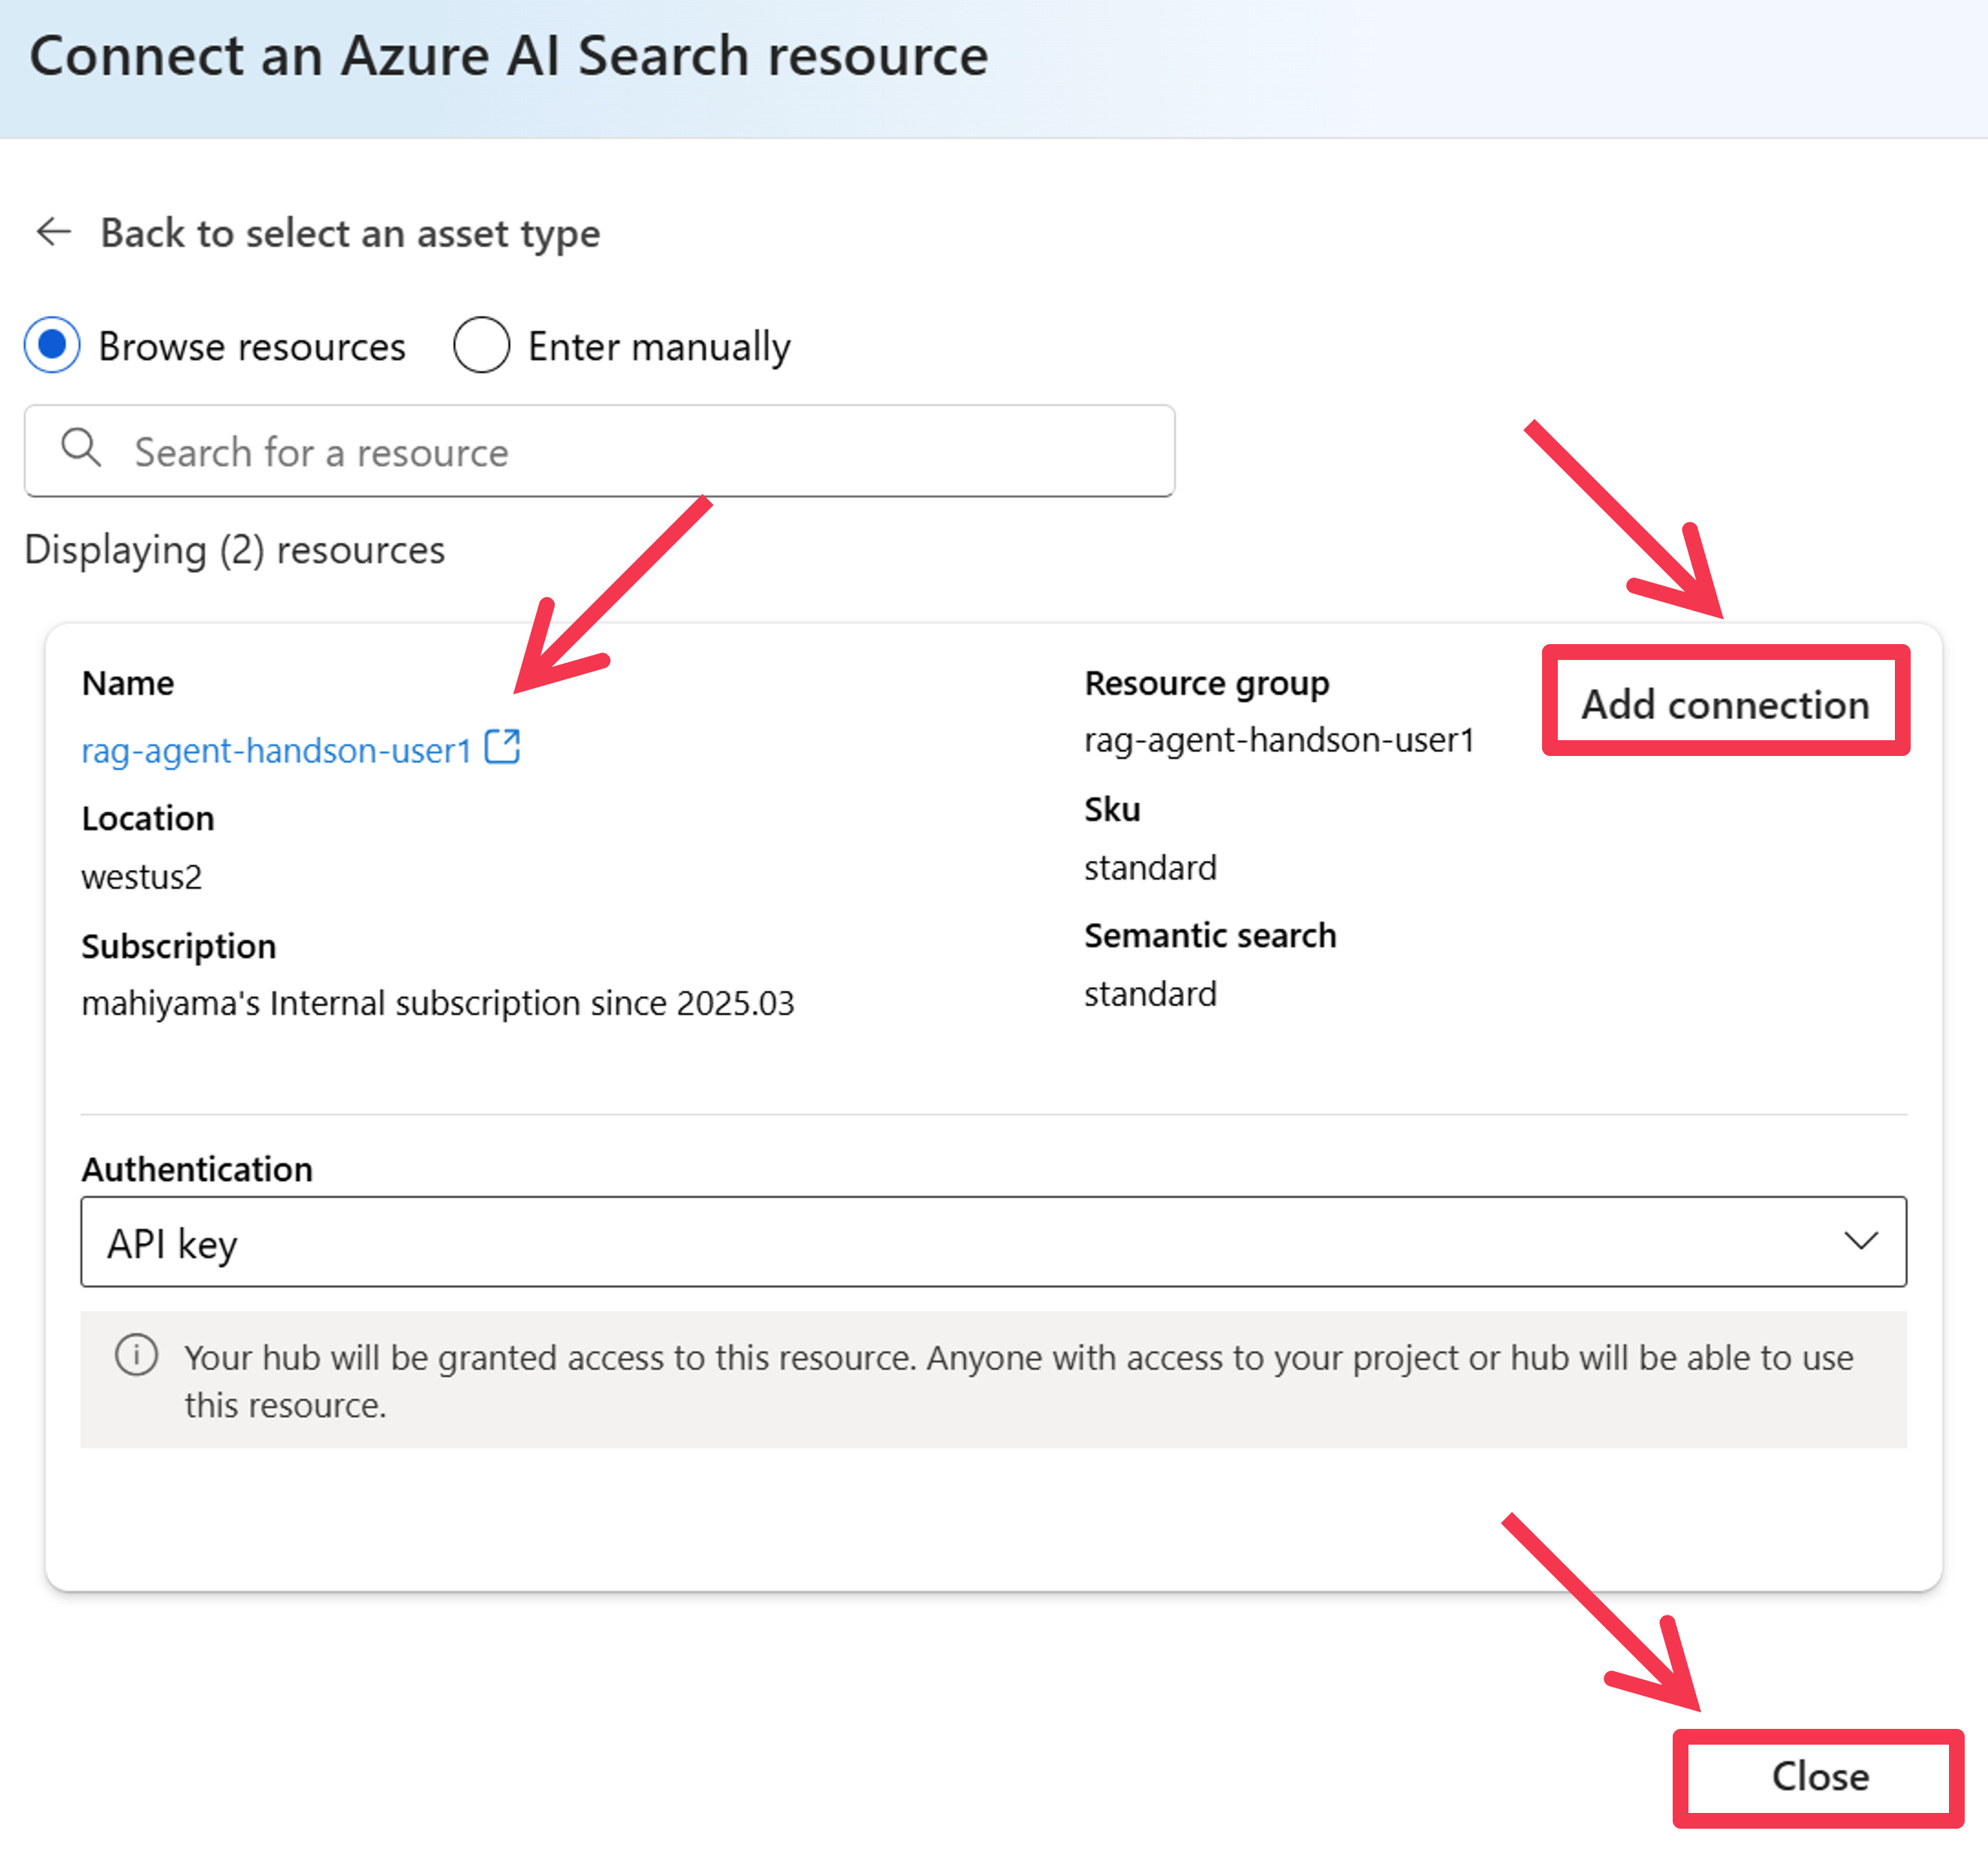 Connect an Azure AI Search resource
Back to select an asset type
Browse resources
Enter manually
Search for a resource
Displaying (2) resources
Name
rag-agent-handson-user1
Location
westus2
Subscription
mahiyama's Internal subscription since 2025.03
Resource group
rag-agent-handson-user1
Sku
standard
Semantic search
standard
Add connection
Authentication
API key
Your hub will be granted access to this resource. Anyone with access to your project or hub will be able to use
this resource.
Close